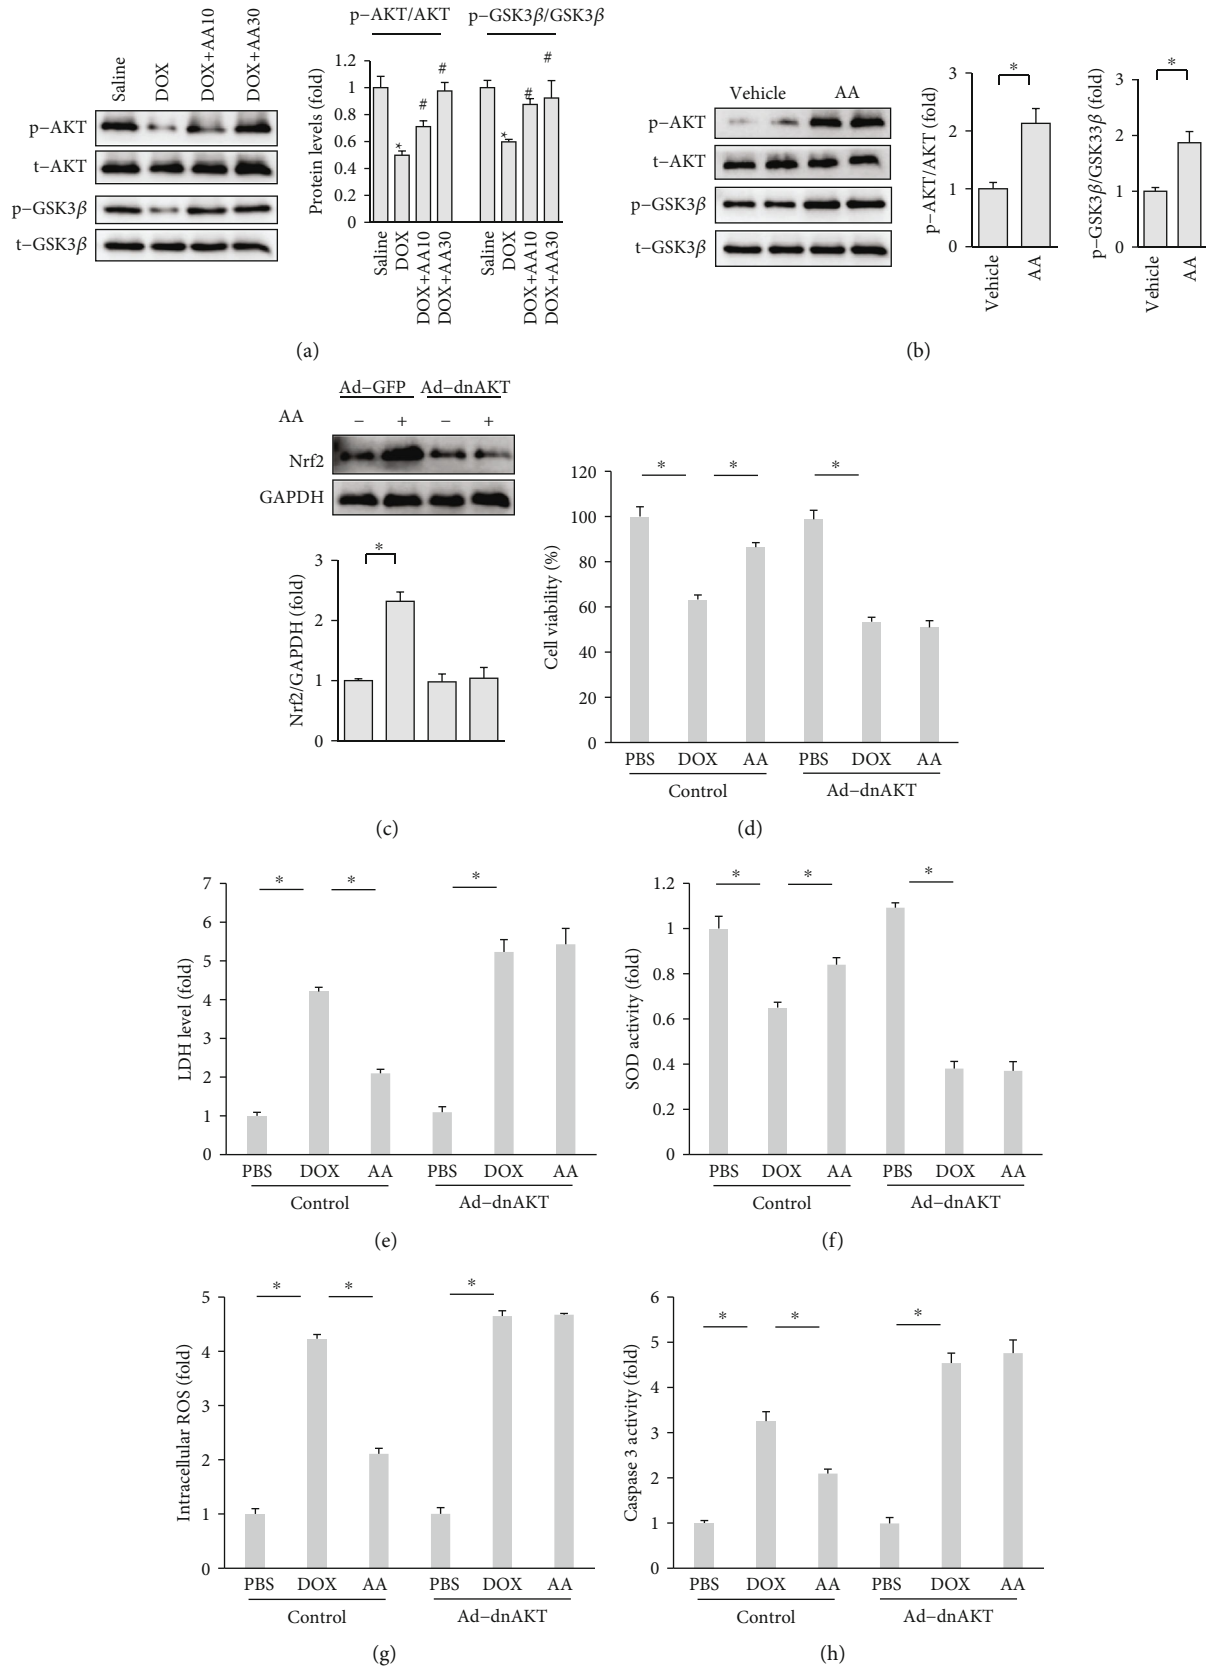 Saline
DOX
DOX+AA10
DOX+AA30
p−AKT
t−AKT
p−GSK3β
t−GSK3β
p−AKT/AKT
p−GSK3β/GSK3β
Protein levels (fold)
1.2
1
0.8
0.6
0.4
0.2
0
*
#
#
*
#
#
Saline
DOX
DOX+AA10
DOX+AA30
Saline
DOX
DOX+AA10
DOX+AA30
(a)
Vehicle
AA
p−AKT
t−AKT
p−GSK3β
t−GSK3β
p−AKT/AKT (fold)
3
2
1
0
*
Vehicle
AA
p−GSK3β/GSK33β (fold)
3
2
1
0
*
Vehicle
AA
(b)
Ad−GFP
Ad−dnAKT
AA
−
+
−
+
Nrf2
GAPDH
Nrf2/GAPDH (fold)
3
2
1
0
*
(c)
Cell viability (%)
120
100
80
60
40
20
0
*
*
*
PBS
DOX
AA
PBS
DOX
AA
Control
Ad−dnAKT
(d)
LDH level (fold)
7
6
5
4
3
2
1
0
*
*
*
PBS
DOX
AA
PBS
DOX
AA
Control
Ad−dnAKT
(e)
SOD activity (fold)
1.2
1
0.8
0.6
0.4
0.2
0
*
*
*
PBS
DOX
AA
PBS
DOX
AA
Control
Ad−dnAKT
(f)
Intracellular ROS (fold)
5
4
3
2
1
0
*
*
*
PBS
DOX
AA
PBS
DOX
AA
Control
Ad−dnAKT
(g)
Caspase 3 activity (fold)
6
5
4
3
2
1
0
*
*
*
PBS
DOX
AA
PBS
DOX
AA
Control
Ad−dnAKT
(h)